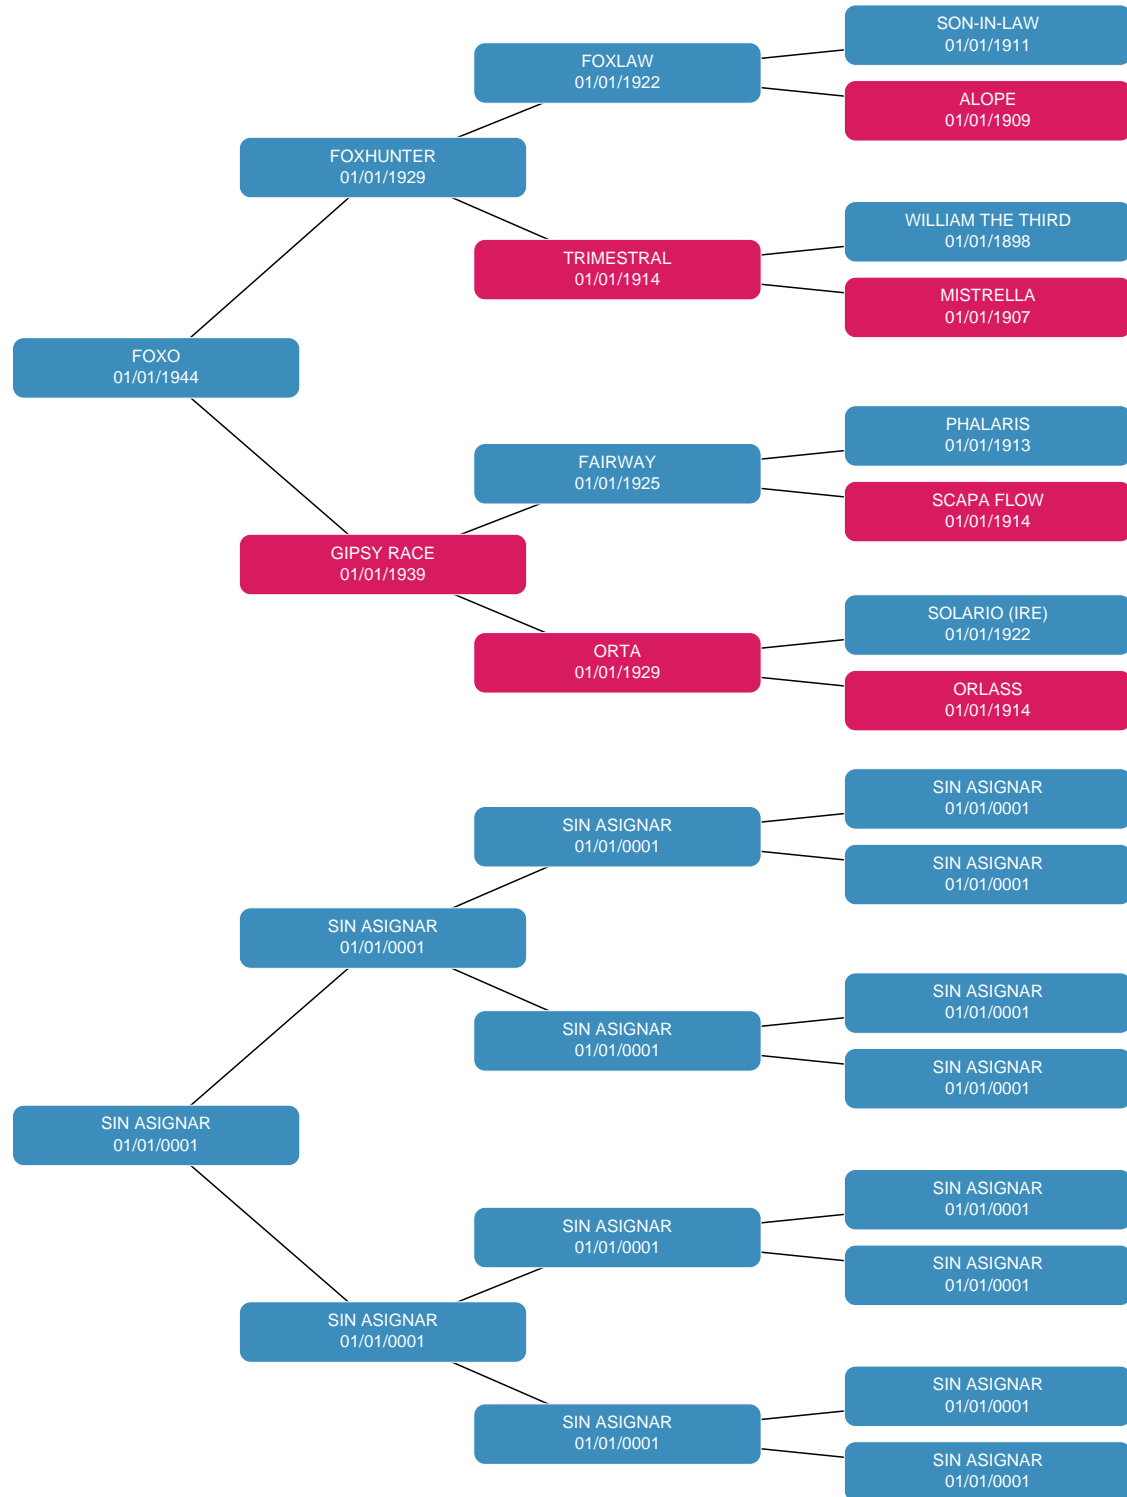 SON-IN-LAW
01/01/1911
FOXLAW
01/01/1922
ALOPE
01/01/1909
FOXHUNTER
01/01/1929
WILLIAM THE THIRD
01/01/1898
TRIMESTRAL
01/01/1914
MISTRELLA
01/01/1907
FOXO
01/01/1944
PHALARIS
01/01/1913
FAIRWAY
01/01/1925
SCAPA FLOW
01/01/1914
GIPSY RACE
01/01/1939
SOLARIO (IRE)
01/01/1922
ORTA
01/01/1929
ORLASS
01/01/1914
SIN ASIGNAR
01/01/0001
SIN ASIGNAR
01/01/0001
SIN ASIGNAR
01/01/0001
SIN ASIGNAR
01/01/0001
SIN ASIGNAR
01/01/0001
SIN ASIGNAR
01/01/0001
SIN ASIGNAR
01/01/0001
SIN ASIGNAR
01/01/0001
SIN ASIGNAR
01/01/0001
SIN ASIGNAR
01/01/0001
SIN ASIGNAR
01/01/0001
SIN ASIGNAR
01/01/0001
SIN ASIGNAR
01/01/0001
SIN ASIGNAR
01/01/0001
SIN ASIGNAR
01/01/0001